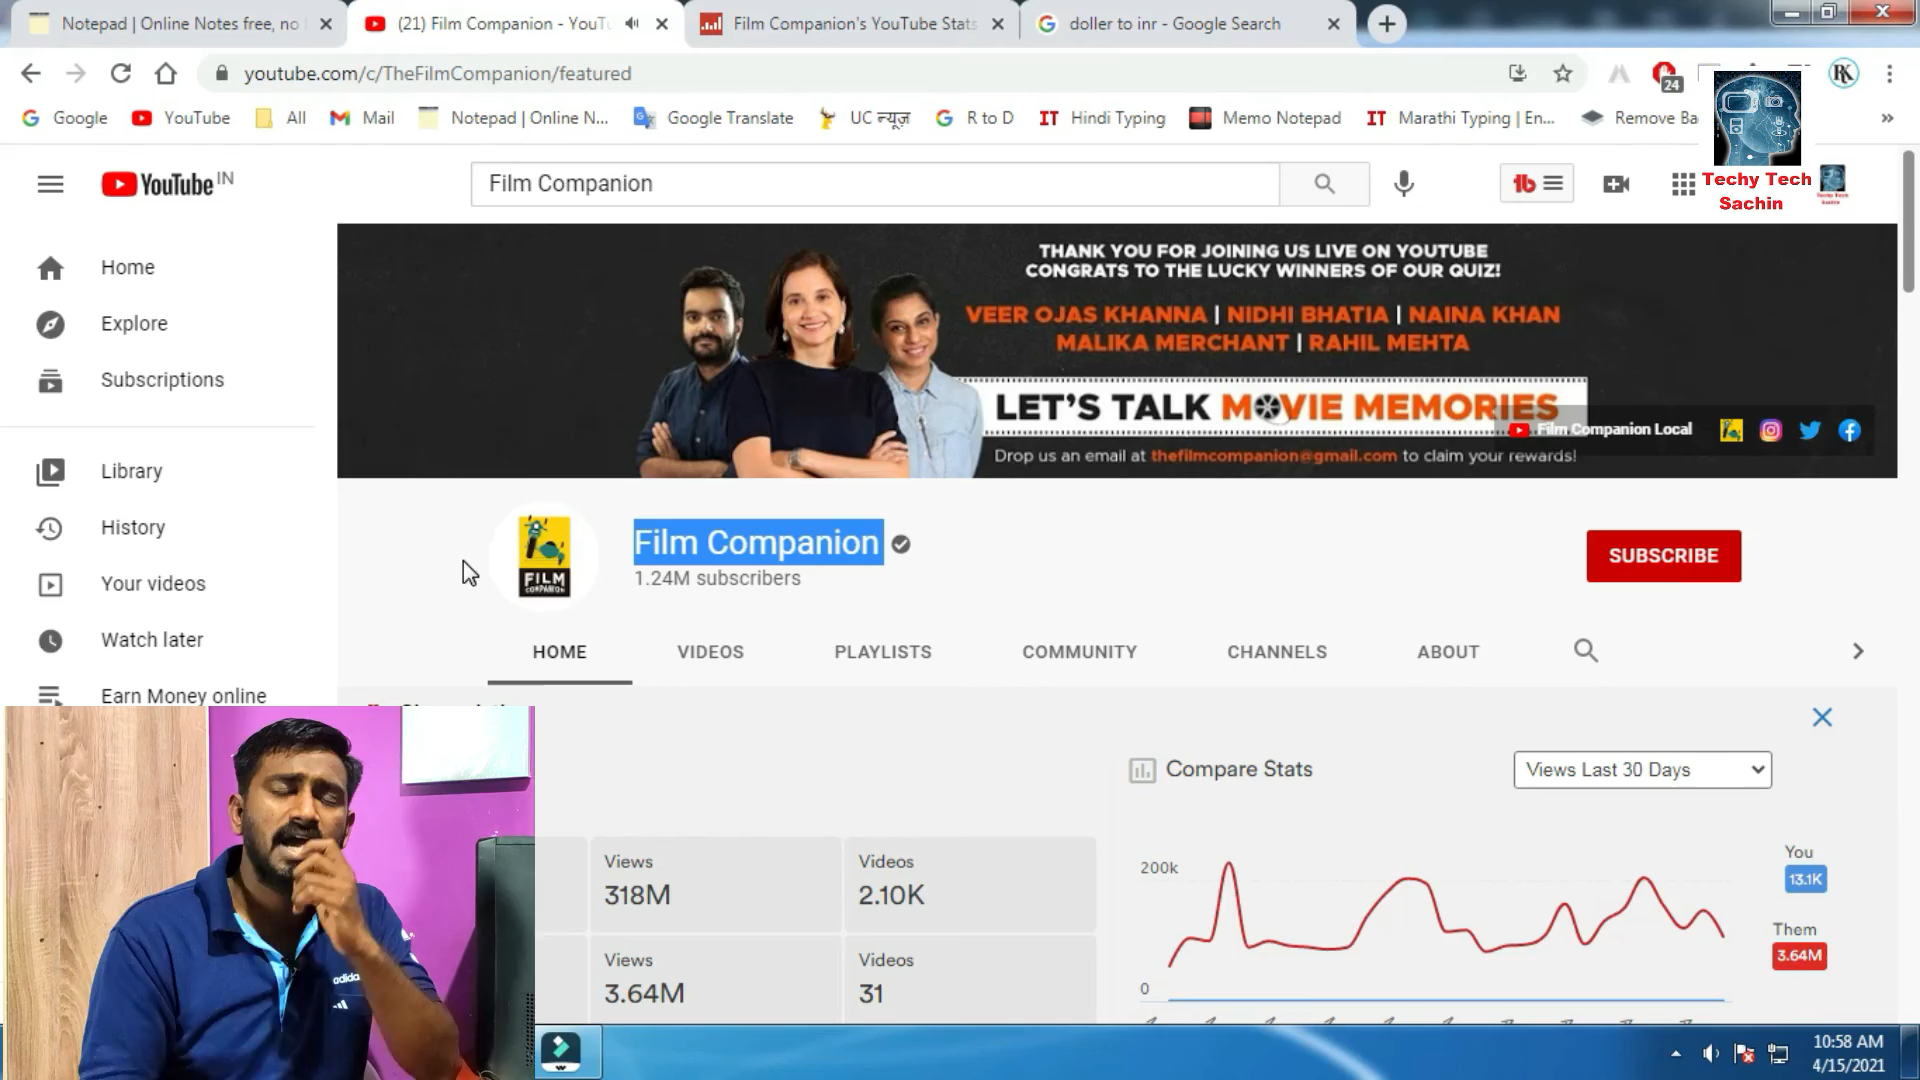 Notepad | Online Notes free, no
(21) Film Companion - YouTu
Film Companion's YouTube Stats
doller to inr - Google Search
youtube.com/c/TheFilmCompanion/featured
24
RK
Google
YouTube
All
Mail
Notepad | Online N...
Google Translate
UC न्यूज़
R to D
IT Hindi Typing
Memo Notepad
IT Marathi Typing | En...
Remove Ba
Techy Tech
Sachin
YouTube IN
Film Companion
THANK YOU FOR JOINING US LIVE ON YOUTUBE
CONGRATS TO THE LUCKY WINNERS OF OUR QUIZ!
VEER OJAS KHANNA | NIDHI BHATIA | NAINA KHAN
MALIKA MERCHANT | RAHIL MEHTA
LET'S TALK MOVIE MEMORIES
Film Companion Local
Drop us an email at thefilmcompanion@gmail.com to claim your rewards!
Home
Explore
Subscriptions
Library
History
Your videos
Watch later
Earn Money online
FILM
COMPANION
Film Companion
1.24M subscribers
SUBSCRIBE
HOME
VIDEOS
PLAYLISTS
COMMUNITY
CHANNELS
ABOUT
Compare Stats
Views Last 30 Days
Views
318M
Videos
2.10K
Views
3.64M
Videos
31
200k
0
You
13.1K
Them
3.64M
adidas
10:58 AM
4/15/2021